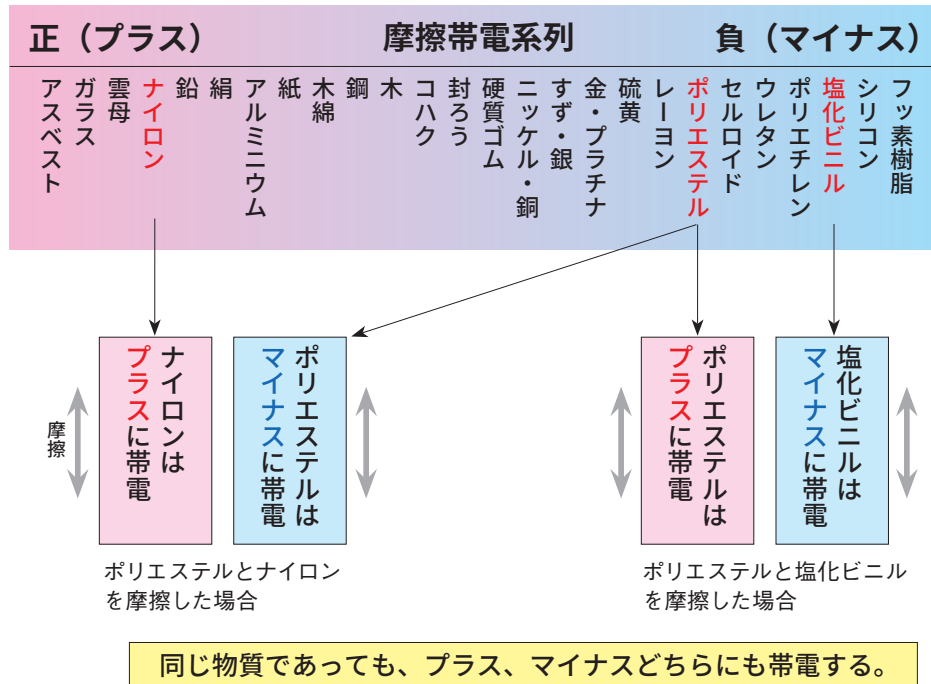 正（プラス）
摩擦帯電系列
負（マイナス）
アスベスト
ガラス
雲母
ナイロン
鉛
絹
アルミニウム
紙
木綿
鋼
木
コハク
封ろう
硬質ゴム
ニッケル・銅
すず・銀
金・プラチナ
硫黄
レーヨン
ポリエステル
セルロイド
ウレタン
ポリエチレン
塩化ビニル
シリコン
フッ素樹脂
摩擦
ナイロンは
プラスに帯電
ポリエステルは
マイナスに帯電
ポリエステルとナイロン
を摩擦した場合
ポリエステルは
プラスに帯電
塩化ビニルは
マイナスに帯電
ポリエステルと塩化ビニル
を摩擦した場合
同じ物質であっても、プラス、マイナスどちらにも帯電する。